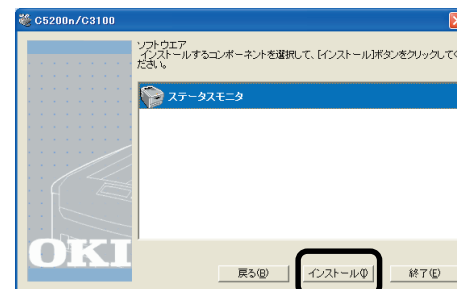 C5200n/C3100
ソフトウエア
インストールするコンポーネントを選択して、[インストール]ボタンをクリックしてく
ださい。
ステータスモニタ
OKI
戻る(B)
インストール(I)
終了(E)